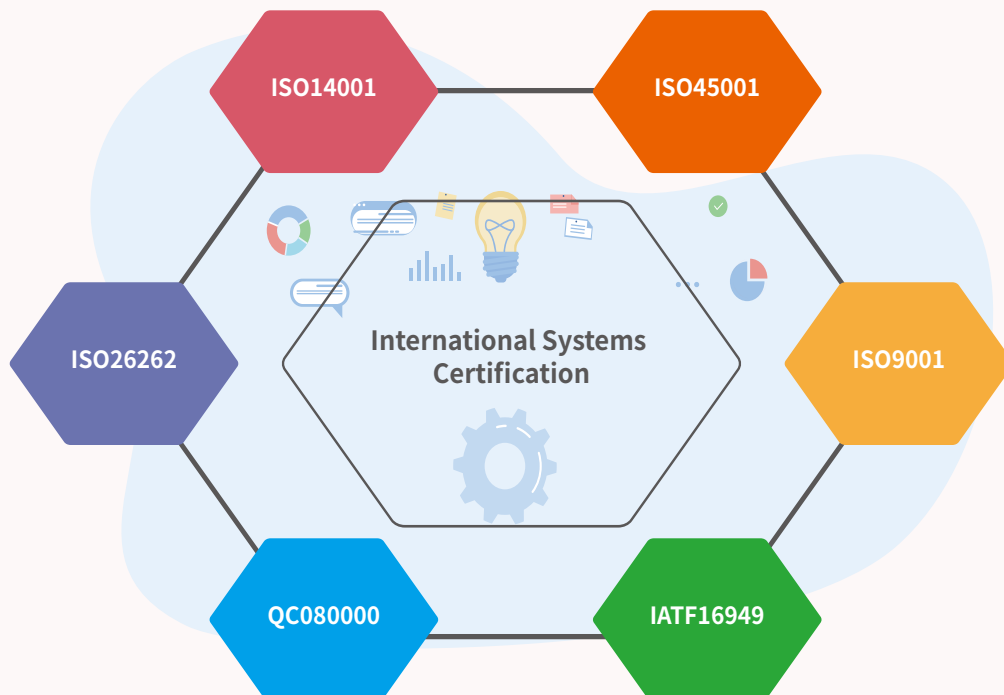 ISO14001
ISO45001
International Systems
Certification
ISO26262
ISO9001
QC080000
IATF16949